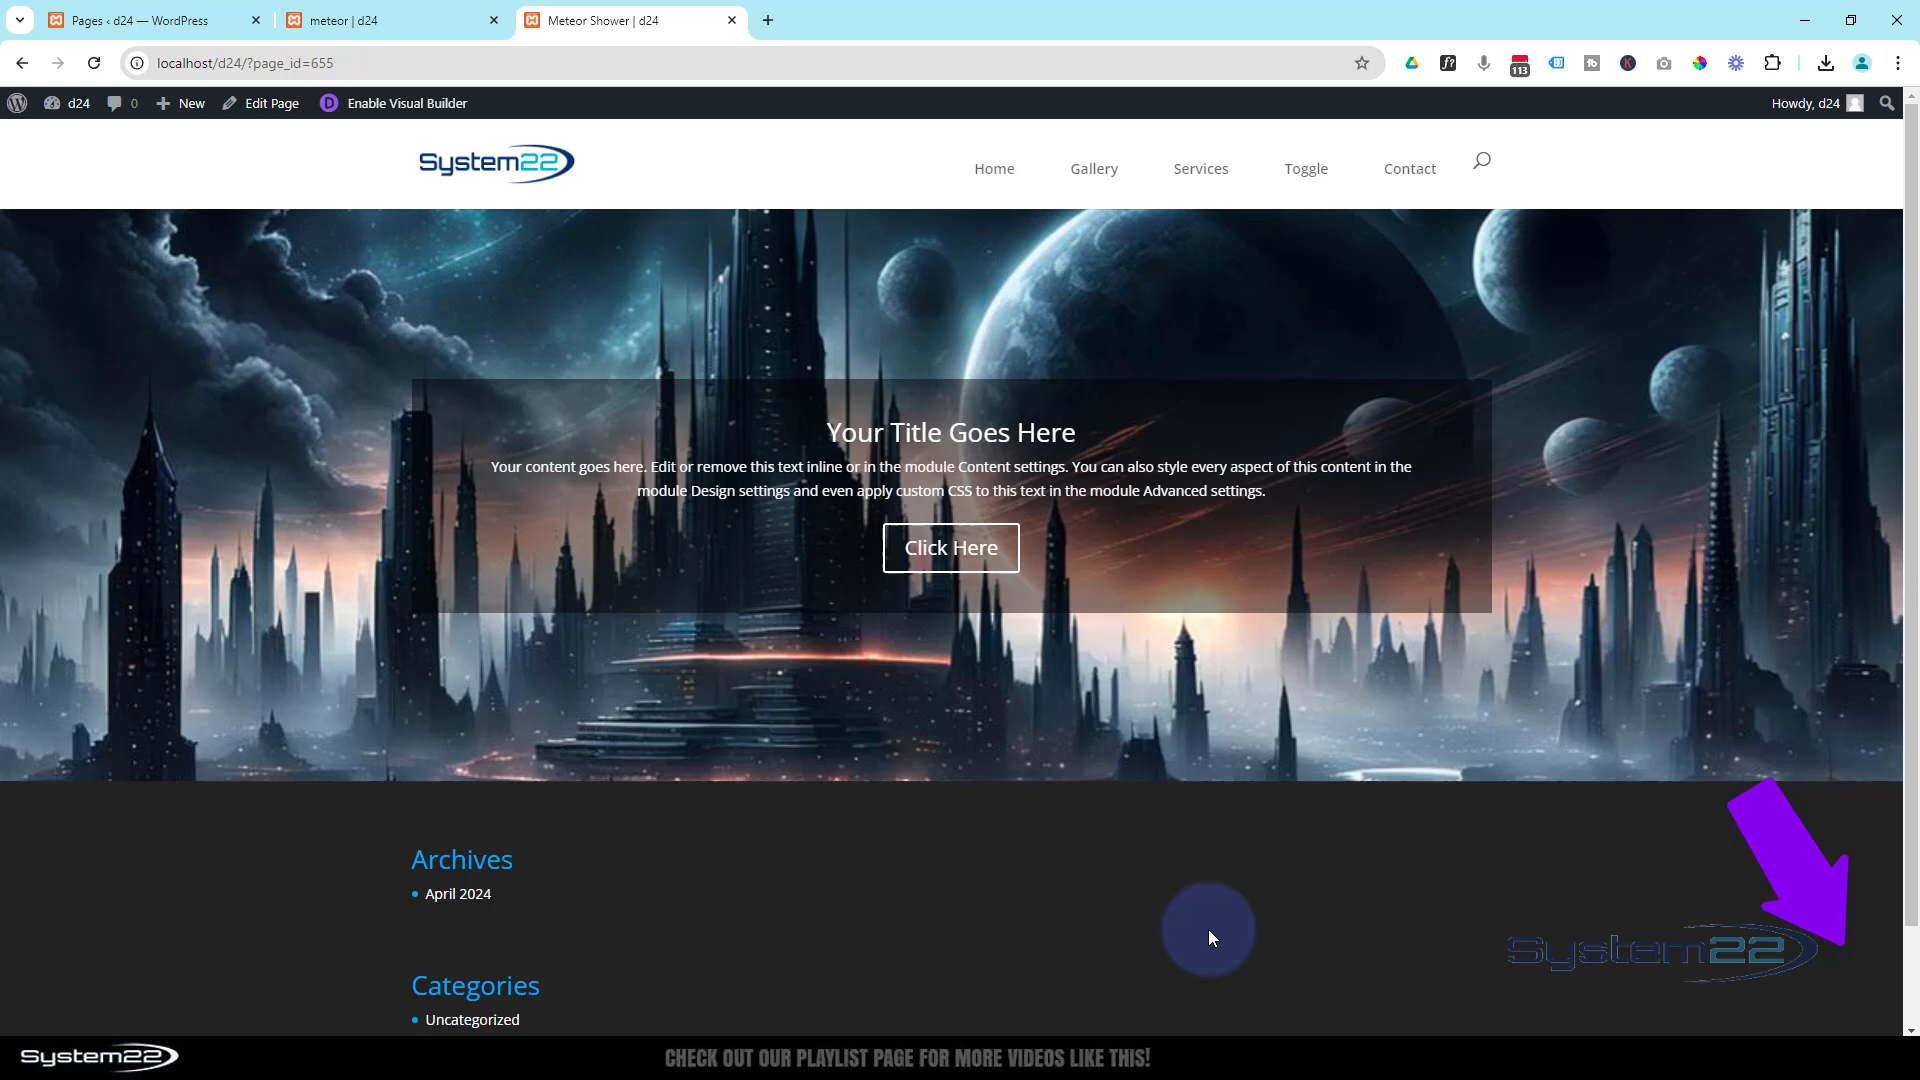 Pages ‹ d24 — WordPress
meteor | d24
Meteor Shower | d24
localhost/d24/?page_id=655
f?
113
tb
K
d24
0
New
Edit Page
D
Enable Visual Builder
Howdy, d24
System22
Home
Gallery
Services
Toggle
Contact
Your Title Goes Here
Your content goes here. Edit or remove this text inline or in the module Content settings. You can also style every aspect of this content in the
module Design settings and even apply custom CSS to this text in the module Advanced settings.
Click Here
Archives
April 2024
System22
Categories
Uncategorized
System22
CHECK OUT OUR PLAYLIST PAGE FOR MORE VIDEOS LIKE THIS!